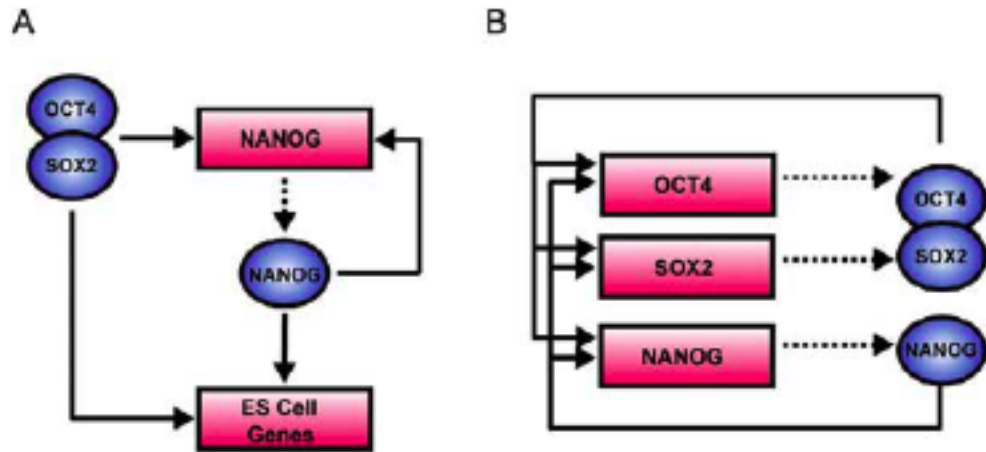 A
OCT4
SOX2
NANOG
NANOG
ES Cell
Genes
B
OCT4
SOX2
NANOG
OCT4
SOX2
NANOG